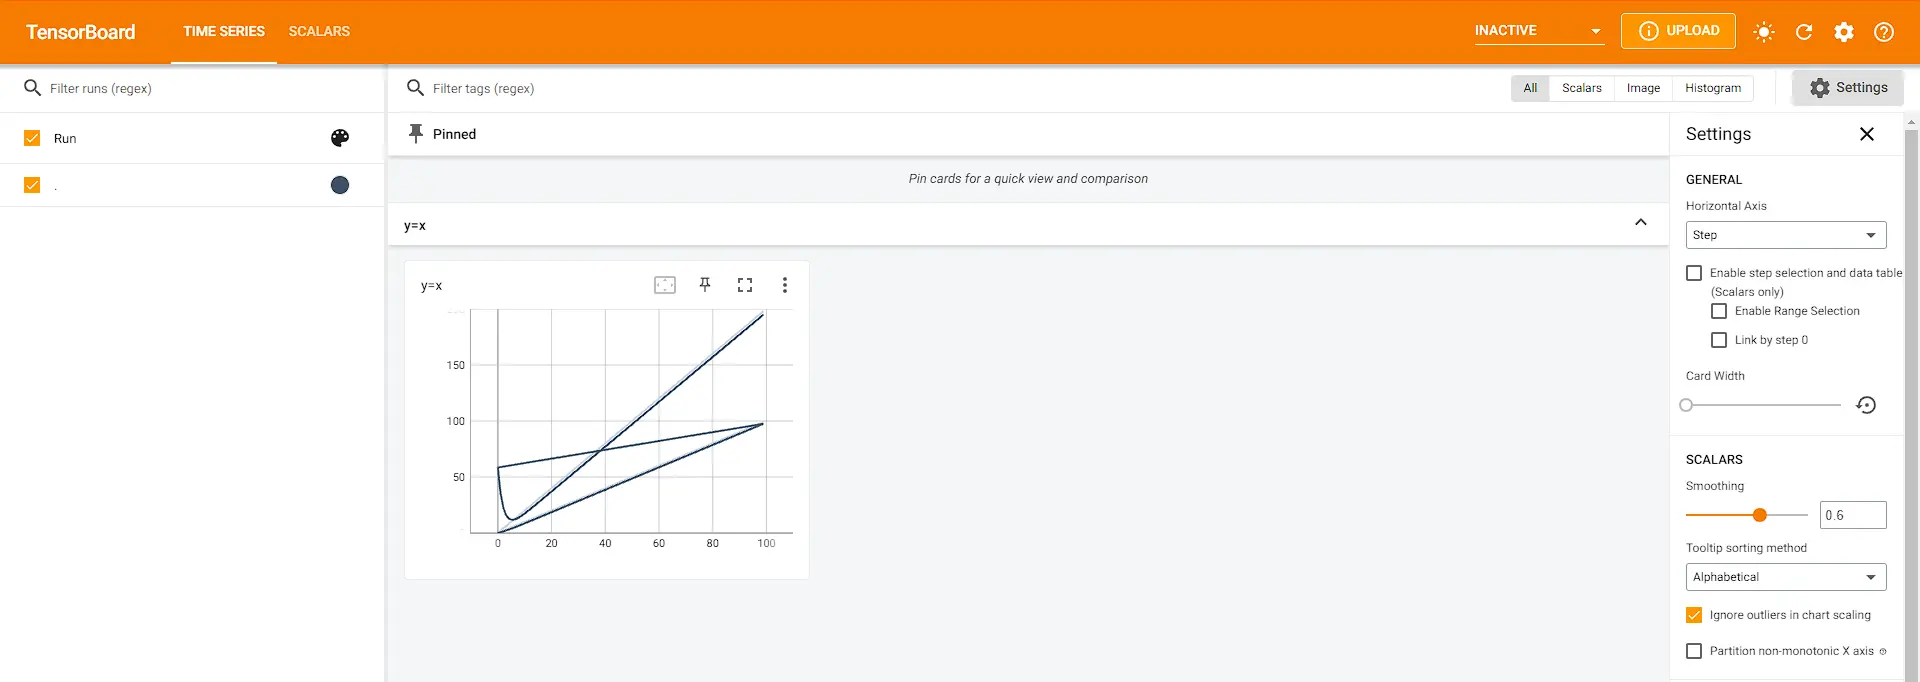 TensorBoard TIME SERIES SCALARS INACTIVE UPLOAD
Filter runs (regex)
Run
.
Filter tags (regex) All Scalars Image Histogram Settings
Pinned
Pin cards for a quick view and comparison
y=x
y=x
150
100
50
0 20 40 60 80 100
Settings
GENERAL
Horizontal Axis
Step
Enable step selection and data table
(Scalars only)
Enable Range Selection
Link by step 0
Card Width
SCALARS
Smoothing
0.6
Tooltip sorting method
Alphabetical
Ignore outliers in chart scaling
Partition non-monotonic X axis